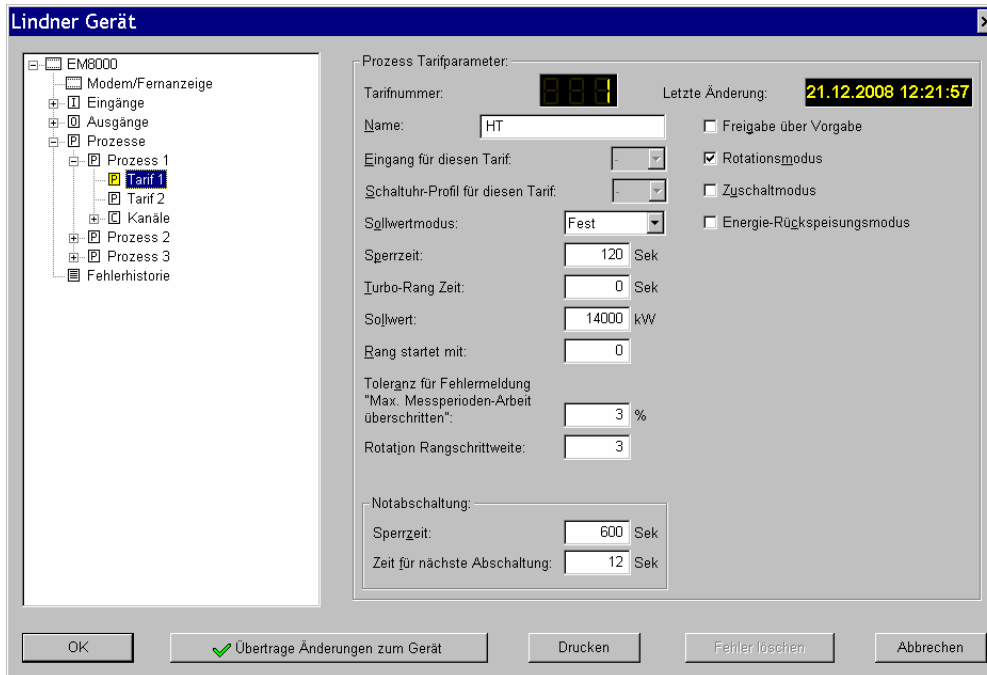 Lindner Gerät
EM8000
Modem/Fernanzeige
I Eingänge
O Ausgänge
P Prozesse
P Prozess 1
P Tarif 1
P Tarif 2
C Kanäle
P Prozess 2
P Prozess 3
Fehlerhistorie
Prozess Tarifparameter:
Tarifnummer: 1 Letzte Änderung: 21.12.2008 12:21:57
Name: HT Freigabe über Vorgabe
Eingang für diesen Tarif: - Rotationsmodus
Schaltuhr-Profil für diesen Tarif: - Zuschaltmodus
Sollwertmodus: Fest Energie-Rückspeisungsmodus
Sperrzeit: 120 Sek
Turbo-Rang Zeit: 0 Sek
Sollwert: 14000 kW
Rang startet mit: 0
Toleranz für Fehlermeldung
"Max. Messperioden-Arbeit
überschritten": 3 %
Rotation Rangschrittweite: 3
Notabschaltung:
Sperrzeit: 600 Sek
Zeit für nächste Abschaltung: 12 Sek
OK Übertrage Änderungen zum Gerät Drucken Fehler löschen Abbrechen